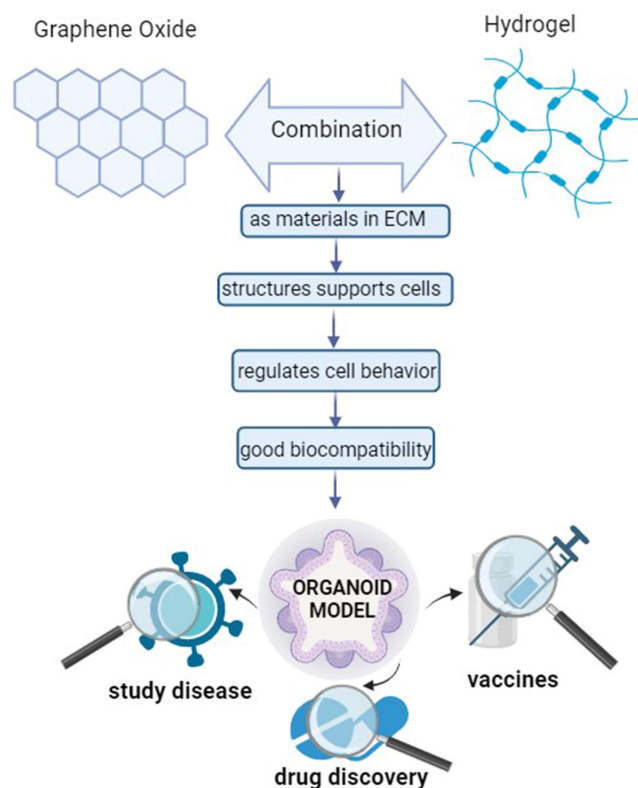 Graphene Oxide
Hydrogel
Combination
as materials in ECM
structures supports cells
regulates cell behavior
good biocompatibility
ORGANOID
MODEL
study disease
vaccines
drug discovery